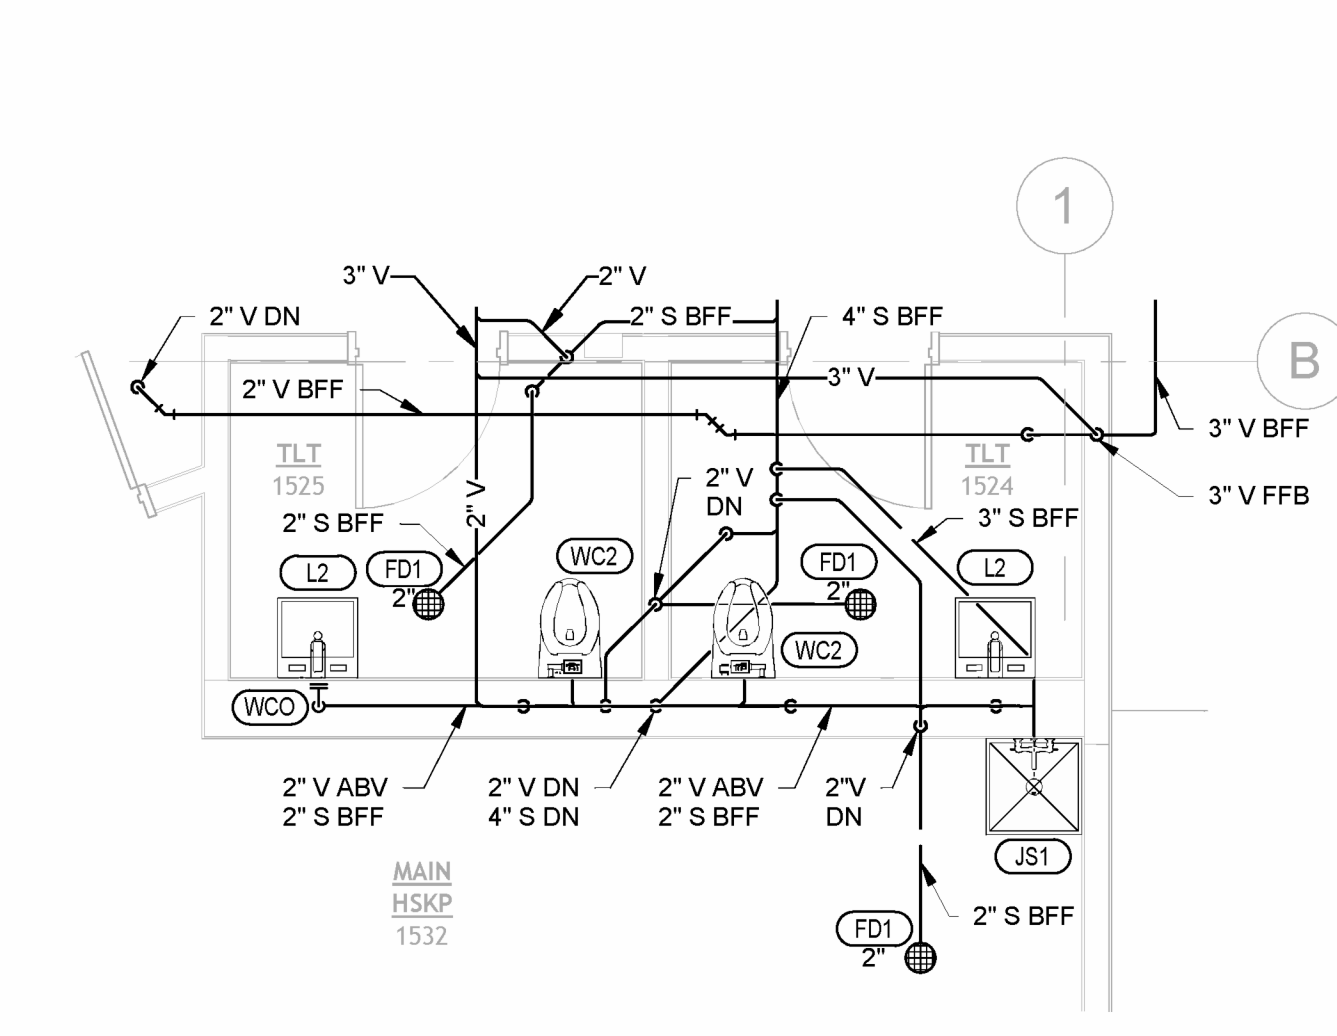 1
3" V
2" V
2" V DN
2" S BFF
4" S BFF
B
2" V BFF
3" V
3" V BFF
TLT
1525
TLT
1524
2" V
DN
3" V FFB
2" V
2" S BFF
3" S BFF
L2
FD1
2"
WC2
FD1
2"
L2
WC2
WCO
2" V ABV
2" S BFF
2" V DN
4" S DN
2" V ABV
2" S BFF
2"V
DN
JS1
MAIN
HSKP
1532
2" S BFF
FD1
2"